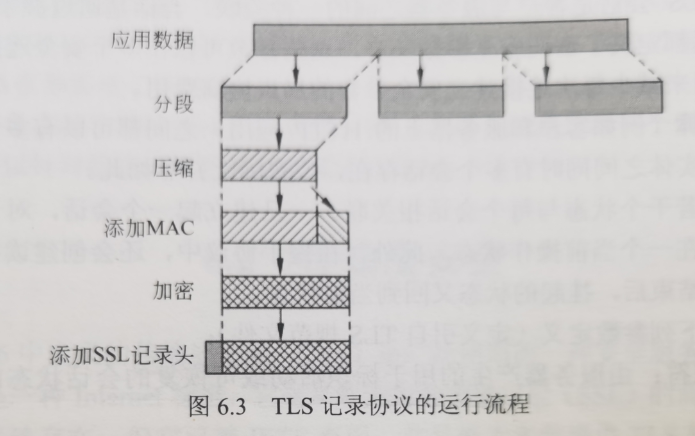 应用数据
分段
压缩
添加MAC
加密
添加SSL记录头
图 6.3 TLS 记录协议的运行流程